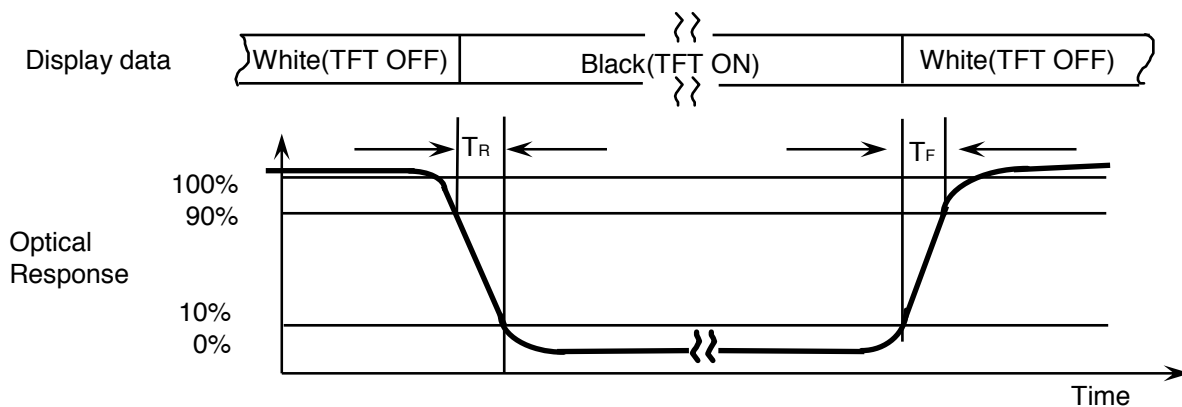 Display data
White(TFT OFF) Black(TFT ON) White(TFT OFF)
TR TF
100%
90%
Optical
Response
10%
0%
Time